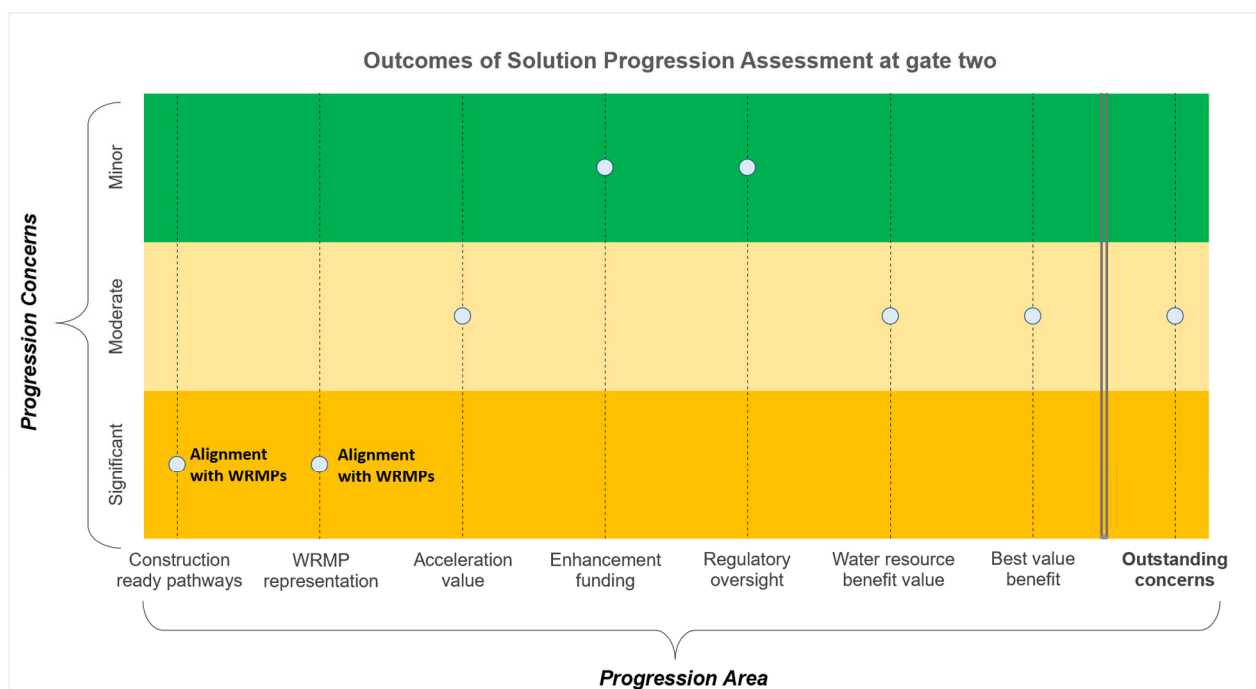 Outcomes of Solution Progression Assessment at gate two
Progression Concerns
Minor
Moderate
Significant
Alignment
with WRMPs
Alignment
with WRMPs
Construction
ready pathways
WRMP
representation
Acceleration
value
Enhancement
funding
Regulatory
oversight
Water resource
benefit value
Best value
benefit
Outstanding
concerns
Progression Area